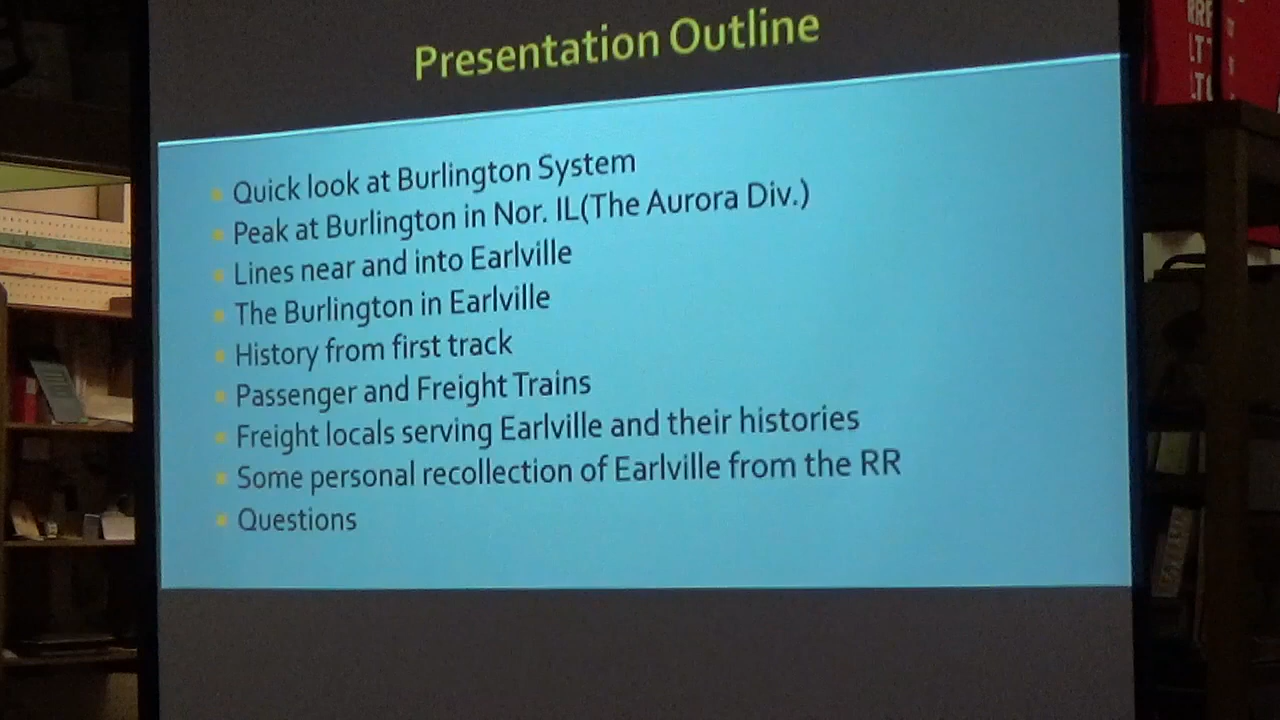 Presentation Outline
Quick look at Burlington System
Peak at Burlington in Nor. IL(The Aurora Div.)
Lines near and into Earlville
The Burlington in Earlville
History from first track
Passenger and Freight Trains
Freight locals serving Earlville and their histories
Some personal recollection of Earlville from the RR
Questions